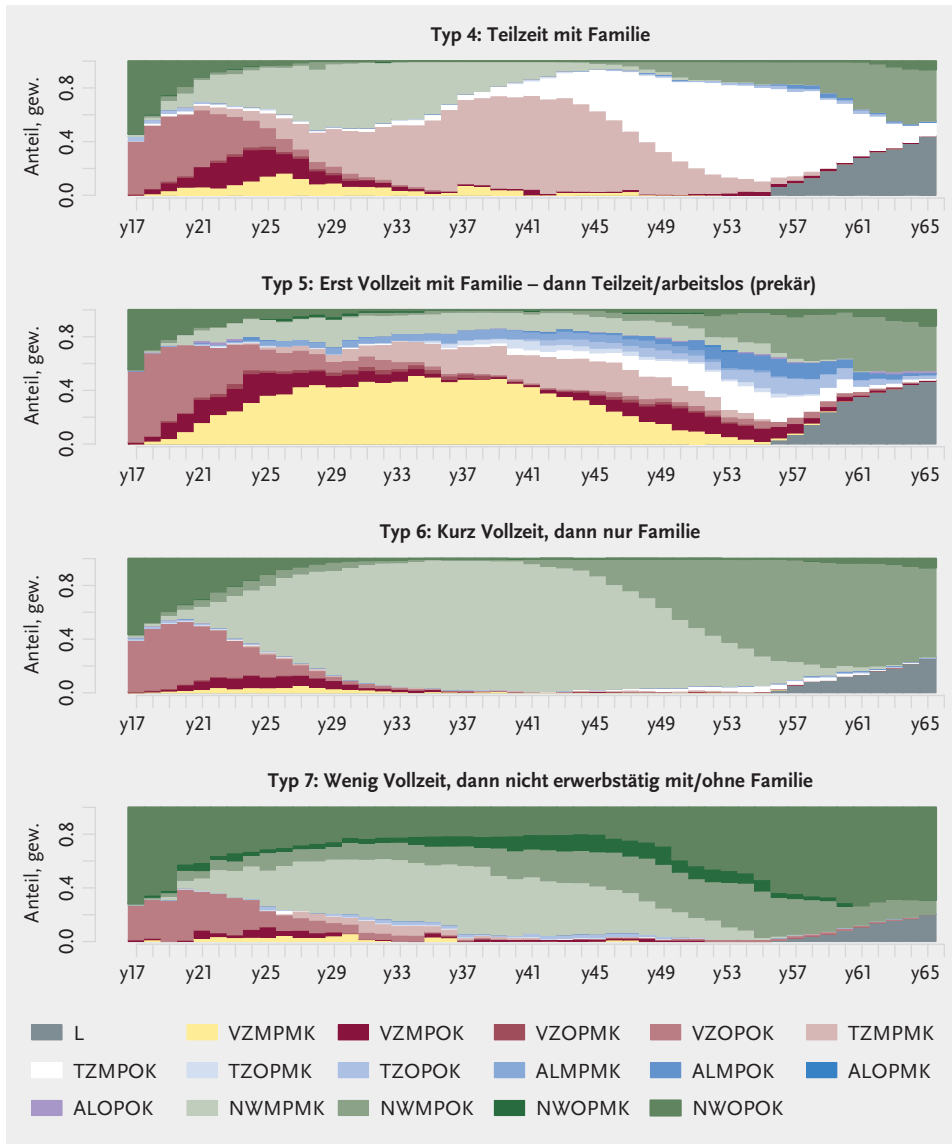 Typ 4: Teilzeit mit Familie
Anteil, gew.
0.0 0.4 0.8
y17 y21 y25 y29 y33 y37 y41 y45 y49 y53 y57 y61 y65
Typ 5: Erst Vollzeit mit Familie – dann Teilzeit/arbeitslos (prekär)
Anteil, gew.
0.0 0.4 0.8
y17 y21 y25 y29 y33 y37 y41 y45 y49 y53 y57 y61 y65
Typ 6: Kurz Vollzeit, dann nur Familie
Anteil, gew.
0.0 0.4 0.8
y17 y21 y25 y29 y33 y37 y41 y45 y49 y53 y57 y61 y65
Typ 7: Wenig Vollzeit, dann nicht erwerbstätig mit/ohne Familie
Anteil, gew.
0.0 0.4 0.8
y17 y21 y25 y29 y33 y37 y41 y45 y49 y53 y57 y61 y65
L VZMPMK VZMPOK VZOPMK VZOPOK TZMPMK
TZMPOK TZOPMK TZOPOK ALMPMK ALMPOK ALOPMK
ALOPOK NWMPMK NWMPOK NWOPMK NWOPOK